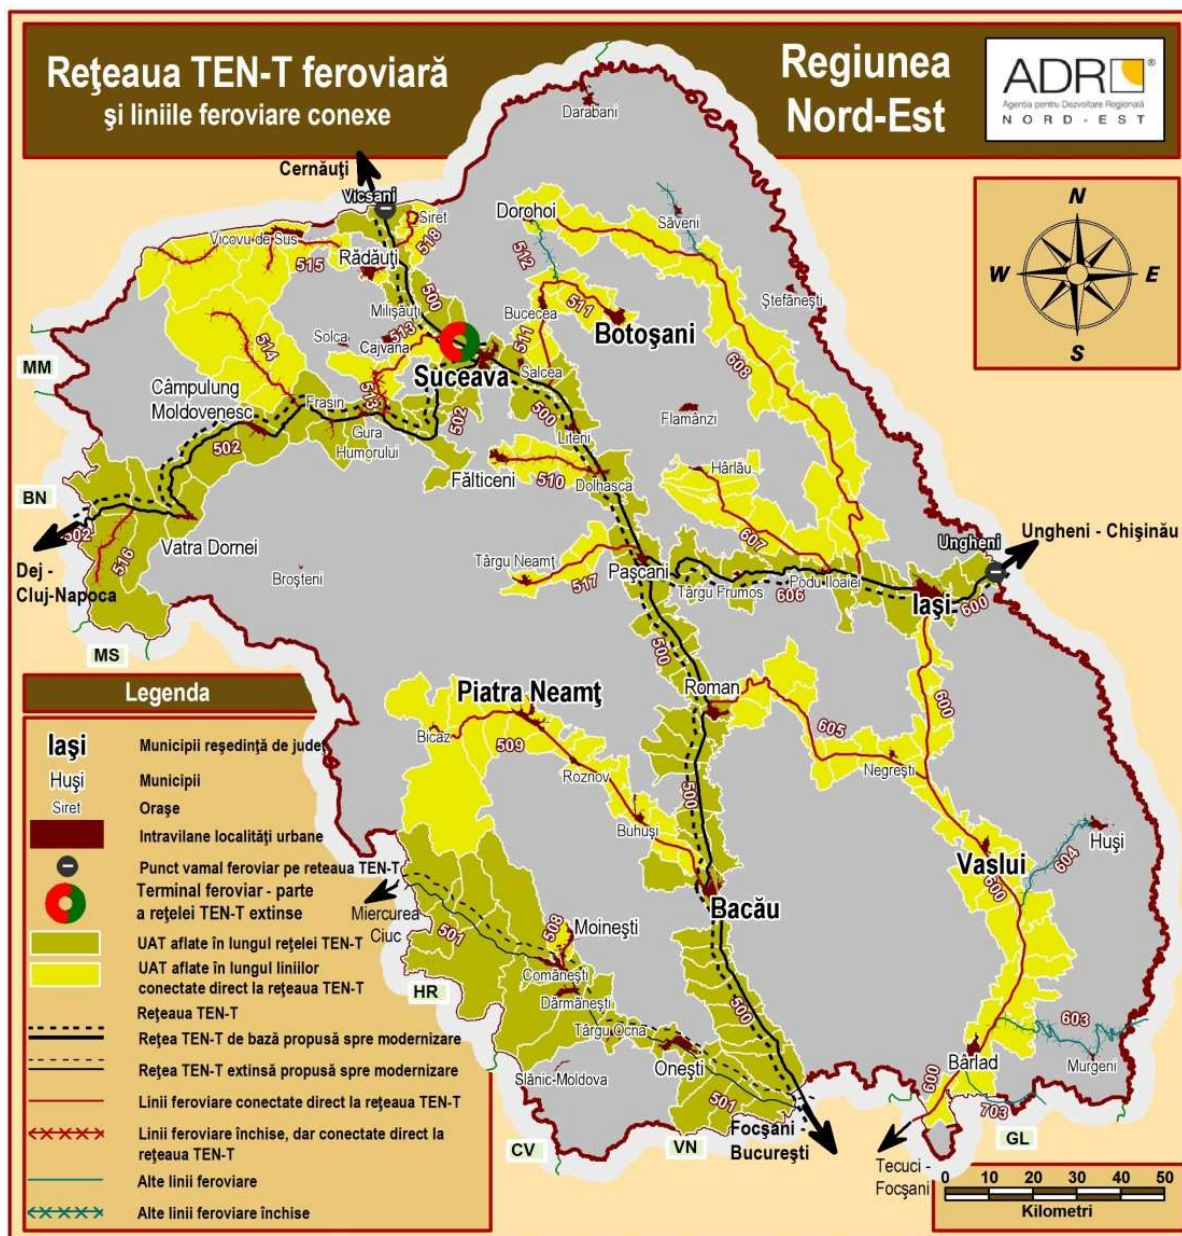 Reţeaua TEN-T feroviară
şi liniile feroviare conexe
Regiunea
Nord-Est
ADR
®
Agenţia pentru Dezvoltare Regională
NORD-EST
N
W
E
S
Cernăuţi
Vicşani
Siret
Darabani
Dorohoi
Săveni
Vicovu de Sus
515
Rădăuţi
518
500
512
Ştefăneşti
Milişăuţi
Bucecea
511
Botoşani
Solca
Cajvana
513
511
MM
514
Suceava
Salcea
608
Câmpulung
Moldovenesc
Frasin
513
502
500
Flamânzi
502
Gura
Humorului
Liteni
BN
Fălticeni
510
Dolhasca
Hârlău
502
516
Vatra Dornei
607
Ungheni
Ungheni - Chişinău
Dej -
Cluj-Napoca
Broşteni
Târgu Neamţ
517
Paşcani
Târgu Frumos
Podu Iloaiei
606
Iaşi
600
MS
500
Piatra Neamţ
Roman
600
Bicaz
509
605
Roznov
Negreşti
500
Buhuşi
Huşi
604
Vaslui
600
Bacău
Miercurea
Ciuc
501
508
Moineşti
Comăneşti
HR
Dărmăneşti
500
Târgu Ocna
603
Oneşti
Bârlad
Murgeni
Slănic-Moldova
501
600
703
CV
VN
Focşani -
Bucureşti
GL
Tecuci -
Focşani
Legenda
Iaşi
Municipii reşedinţă de judeţ
Huşi
Municipii
Siret
Oraşe
Intravilane localităţi urbane
Punct vamal feroviar pe reteaua TEN-T
Terminal feroviar - parte
a reţelei TEN-T extinse
UAT aflate în lungul reţelei TEN-T
UAT aflate în lungul liniilor
conectate direct la reţeaua TEN-T
Reţeaua TEN-T
Reţea TEN-T de bază propusă spre modernizare
Reţea TEN-T extinsă propusă spre modernizare
Linii feroviare conectate direct la reţeaua TEN-T
Linii feroviare închise, dar conectate direct la
reţeaua TEN-T
Alte linii feroviare
Alte linii feroviare închise
0 10 20 30 40 50
Kilometri